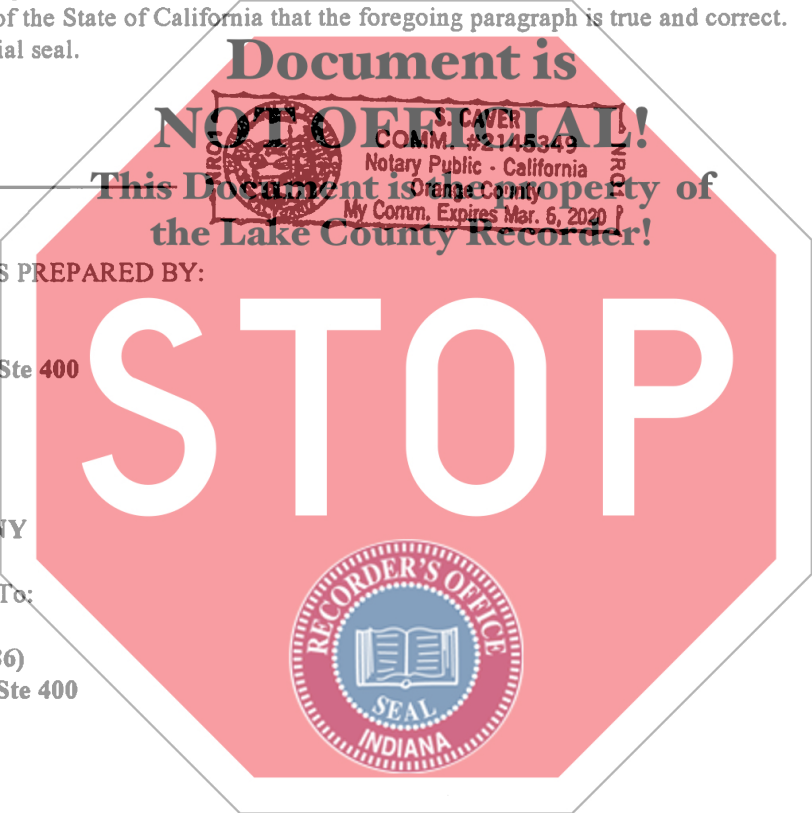 of the State of California that the foregoing paragraph is true and correct.
ial seal.
Document is
NOT OFFICIAL!
This Document is the property of
the Lake County Recorder!
S. CAVER
COMM. #2145349
Notary Public - California
Orange County
My Comm. Expires Mar. 6, 2020
S PREPARED BY:
Ste 400
STOP
NY
To:
36)
Ste 400
RECORDER'S OFFICE
SEAL
INDIANA